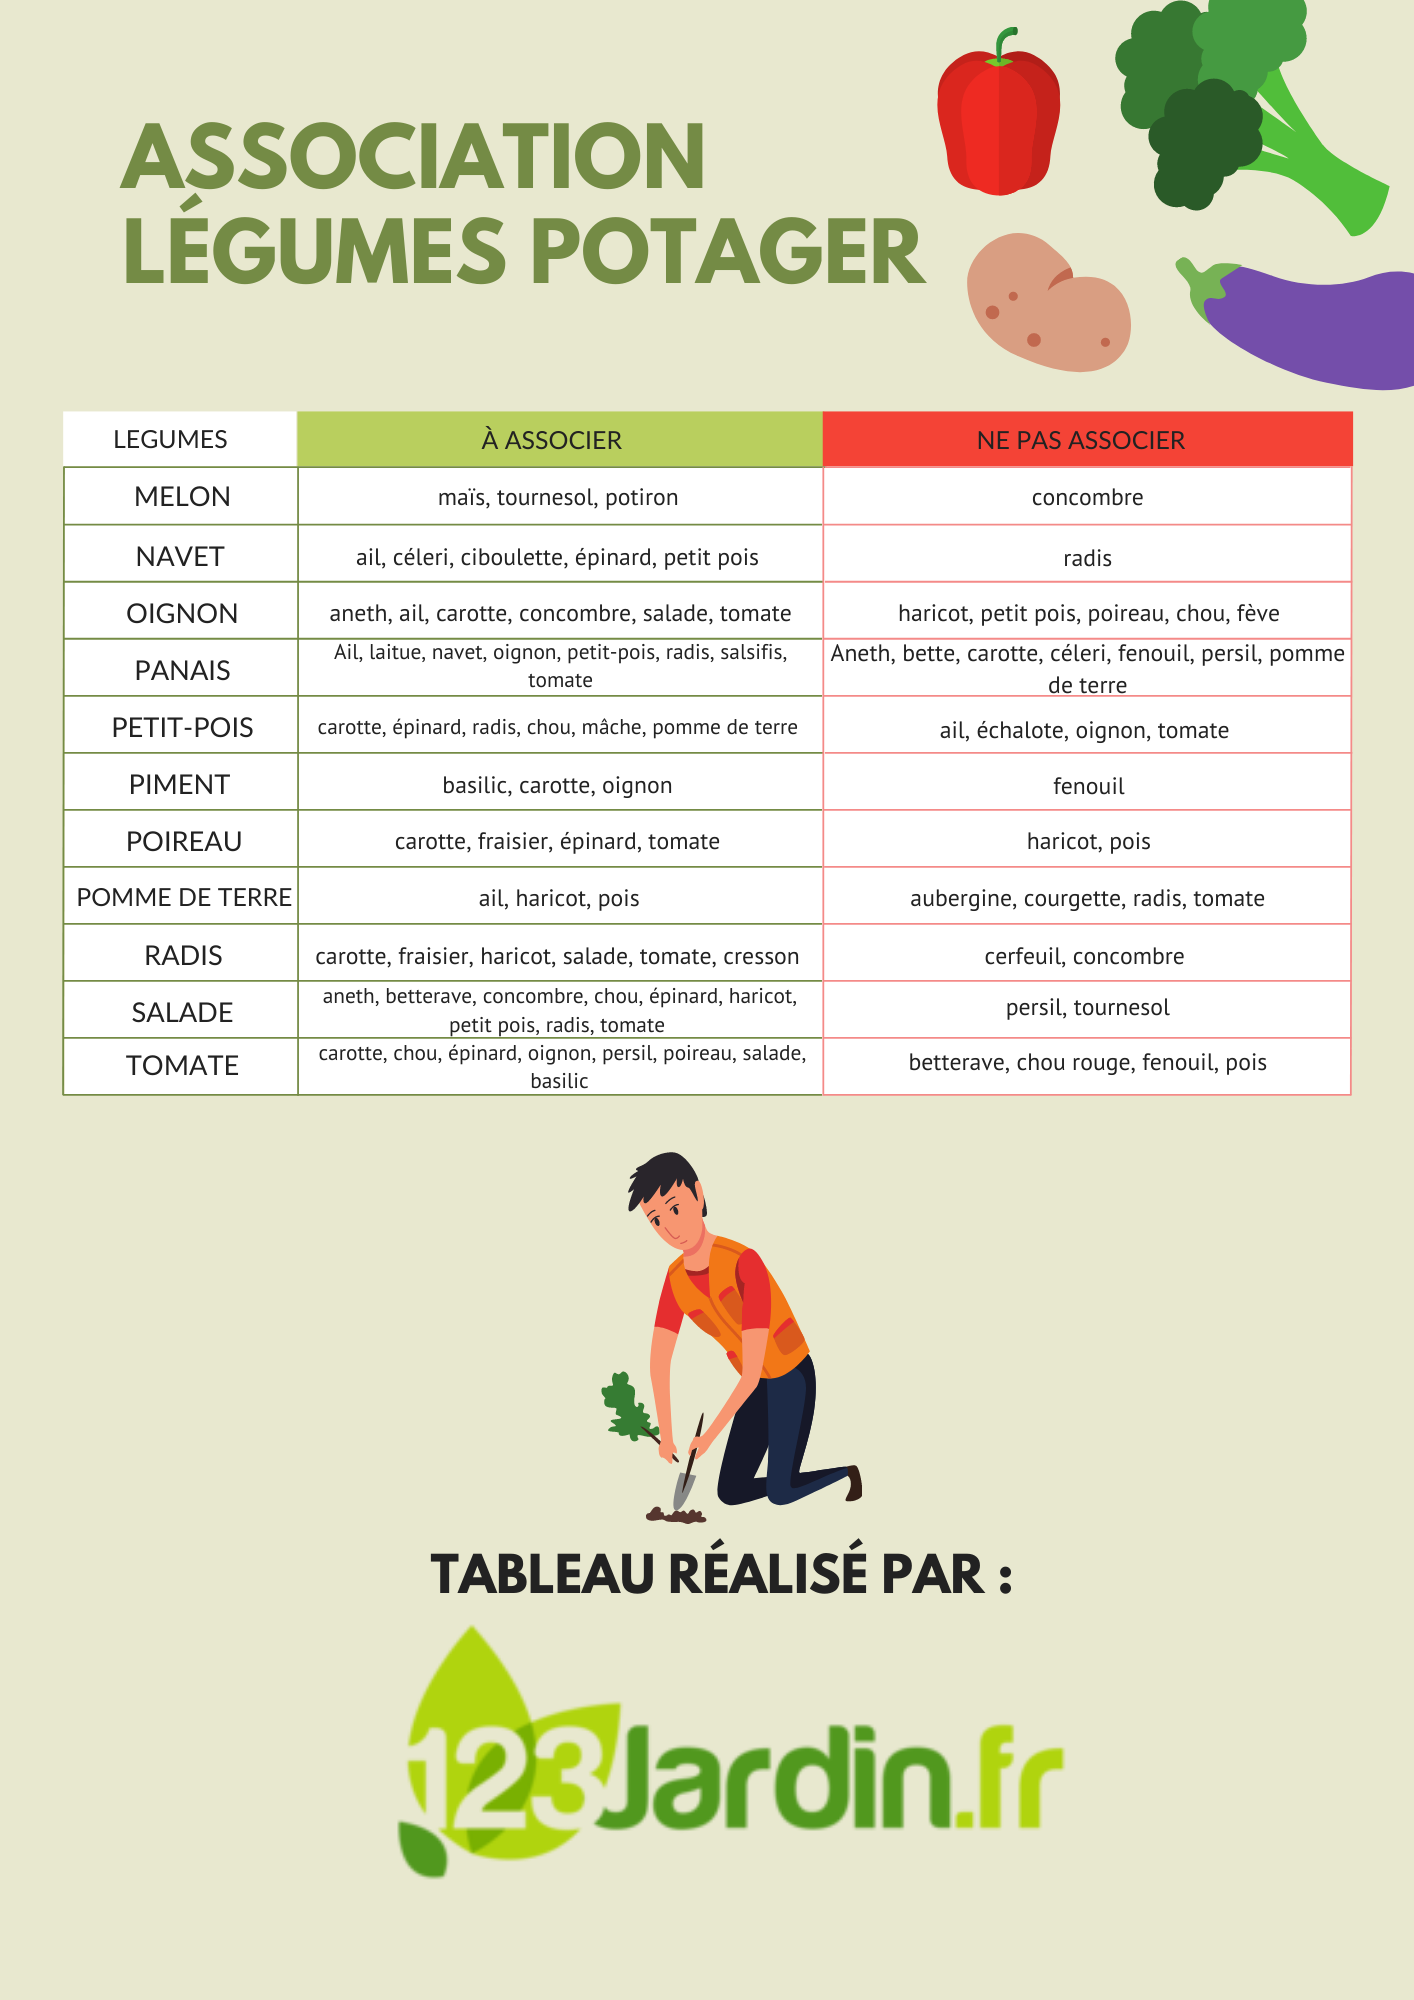 ASSOCIATION
LÉGUMES POTAGER
LEGUMES À ASSOCIER NE PAS ASSOCIER
MELON maïs, tournesol, potiron concombre
NAVET ail, céleri, ciboulette, épinard, petit pois radis
OIGNON aneth, ail, carotte, concombre, salade, tomate haricot, petit pois, poireau, chou, fève
PANAIS Ail, laitue, navet, oignon, petit-pois, radis, salsifis,
tomate
Aneth, bette, carotte, céleri, fenouil, persil, pomme
de terre
PETIT-POIS carotte, épinard, radis, chou, mâche, pomme de terre ail, échalote, oignon, tomate
PIMENT basilic, carotte, oignon fenouil
POIREAU carotte, fraisier, épinard, tomate haricot, pois
POMME DE TERRE ail, haricot, pois aubergine, courgette, radis, tomate
RADIS carotte, fraisier, haricot, salade, tomate, cresson cerfeuil, concombre
SALADE aneth, betterave, concombre, chou, épinard, haricot,
petit pois, radis, tomate
persil, tournesol
TOMATE carotte, chou, épinard, oignon, persil, poireau, salade,
basilic
betterave, chou rouge, fenouil, pois
TABLEAU RÉALISÉ PAR :
123Jardin.fr